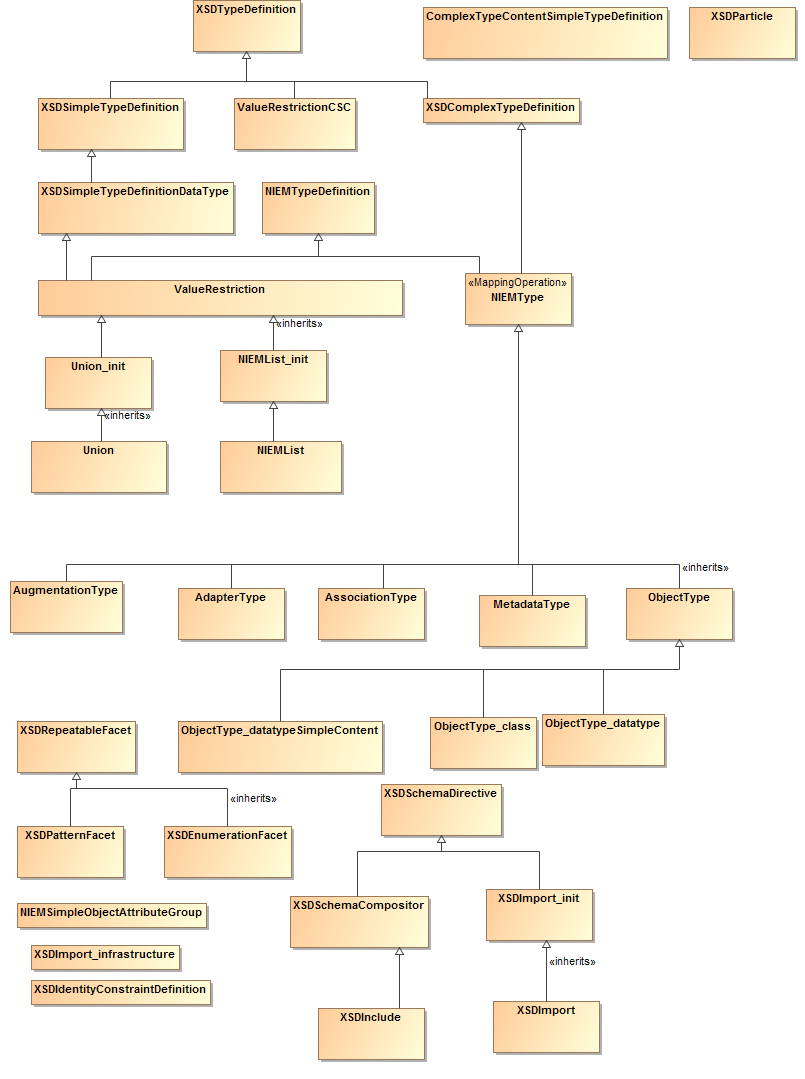 XSDTypeDefinition
ComplexTypeContentSimpleTypeDefinition
XSDParticle
XSDSimpleTypeDefinition
ValueRestrictionCSC
XSDComplexTypeDefinition
XSDSimpleTypeDefinitionDataType
NIEMTypeDefinition
ValueRestriction
«MappingOperation»
NIEMType
«inherits»
Union_init
NIEMList_init
«inherits»
Union
NIEMList
«inherits»
AugmentationType
AdapterType
AssociationType
MetadataType
ObjectType
XSDRepeatableFacet
ObjectType_datatypeSimpleContent
ObjectType_class
ObjectType_datatype
«inherits»
XSDSchemaDirective
XSDPatternFacet
XSDEnumerationFacet
NIEMSimpleObjectAttributeGroup
XSDSchemaCompositor
XSDImport_init
XSDImport_infrastructure
«inherits»
XSDIdentityConstraintDefinition
XSDInclude
XSDImport